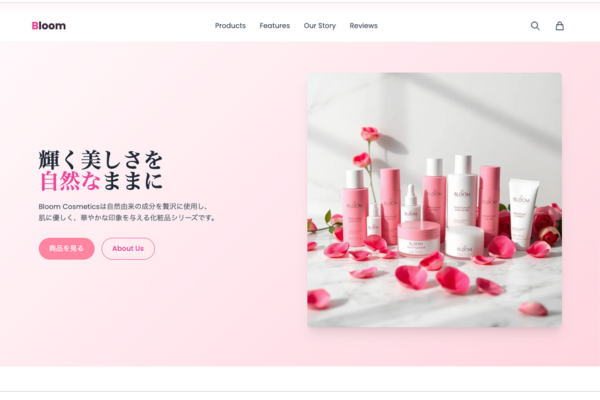 Bloom
Products Features Our Story Reviews
輝く美しさを
自然なままに
Bloom Cosmeticsは自然由来の成分を贅沢に使用し、
肌に優しく、華やかな印象を与える化粧品シリーズです。
商品を見る About Us
BLOOM
BLOOM
BLOOM
BLOOM